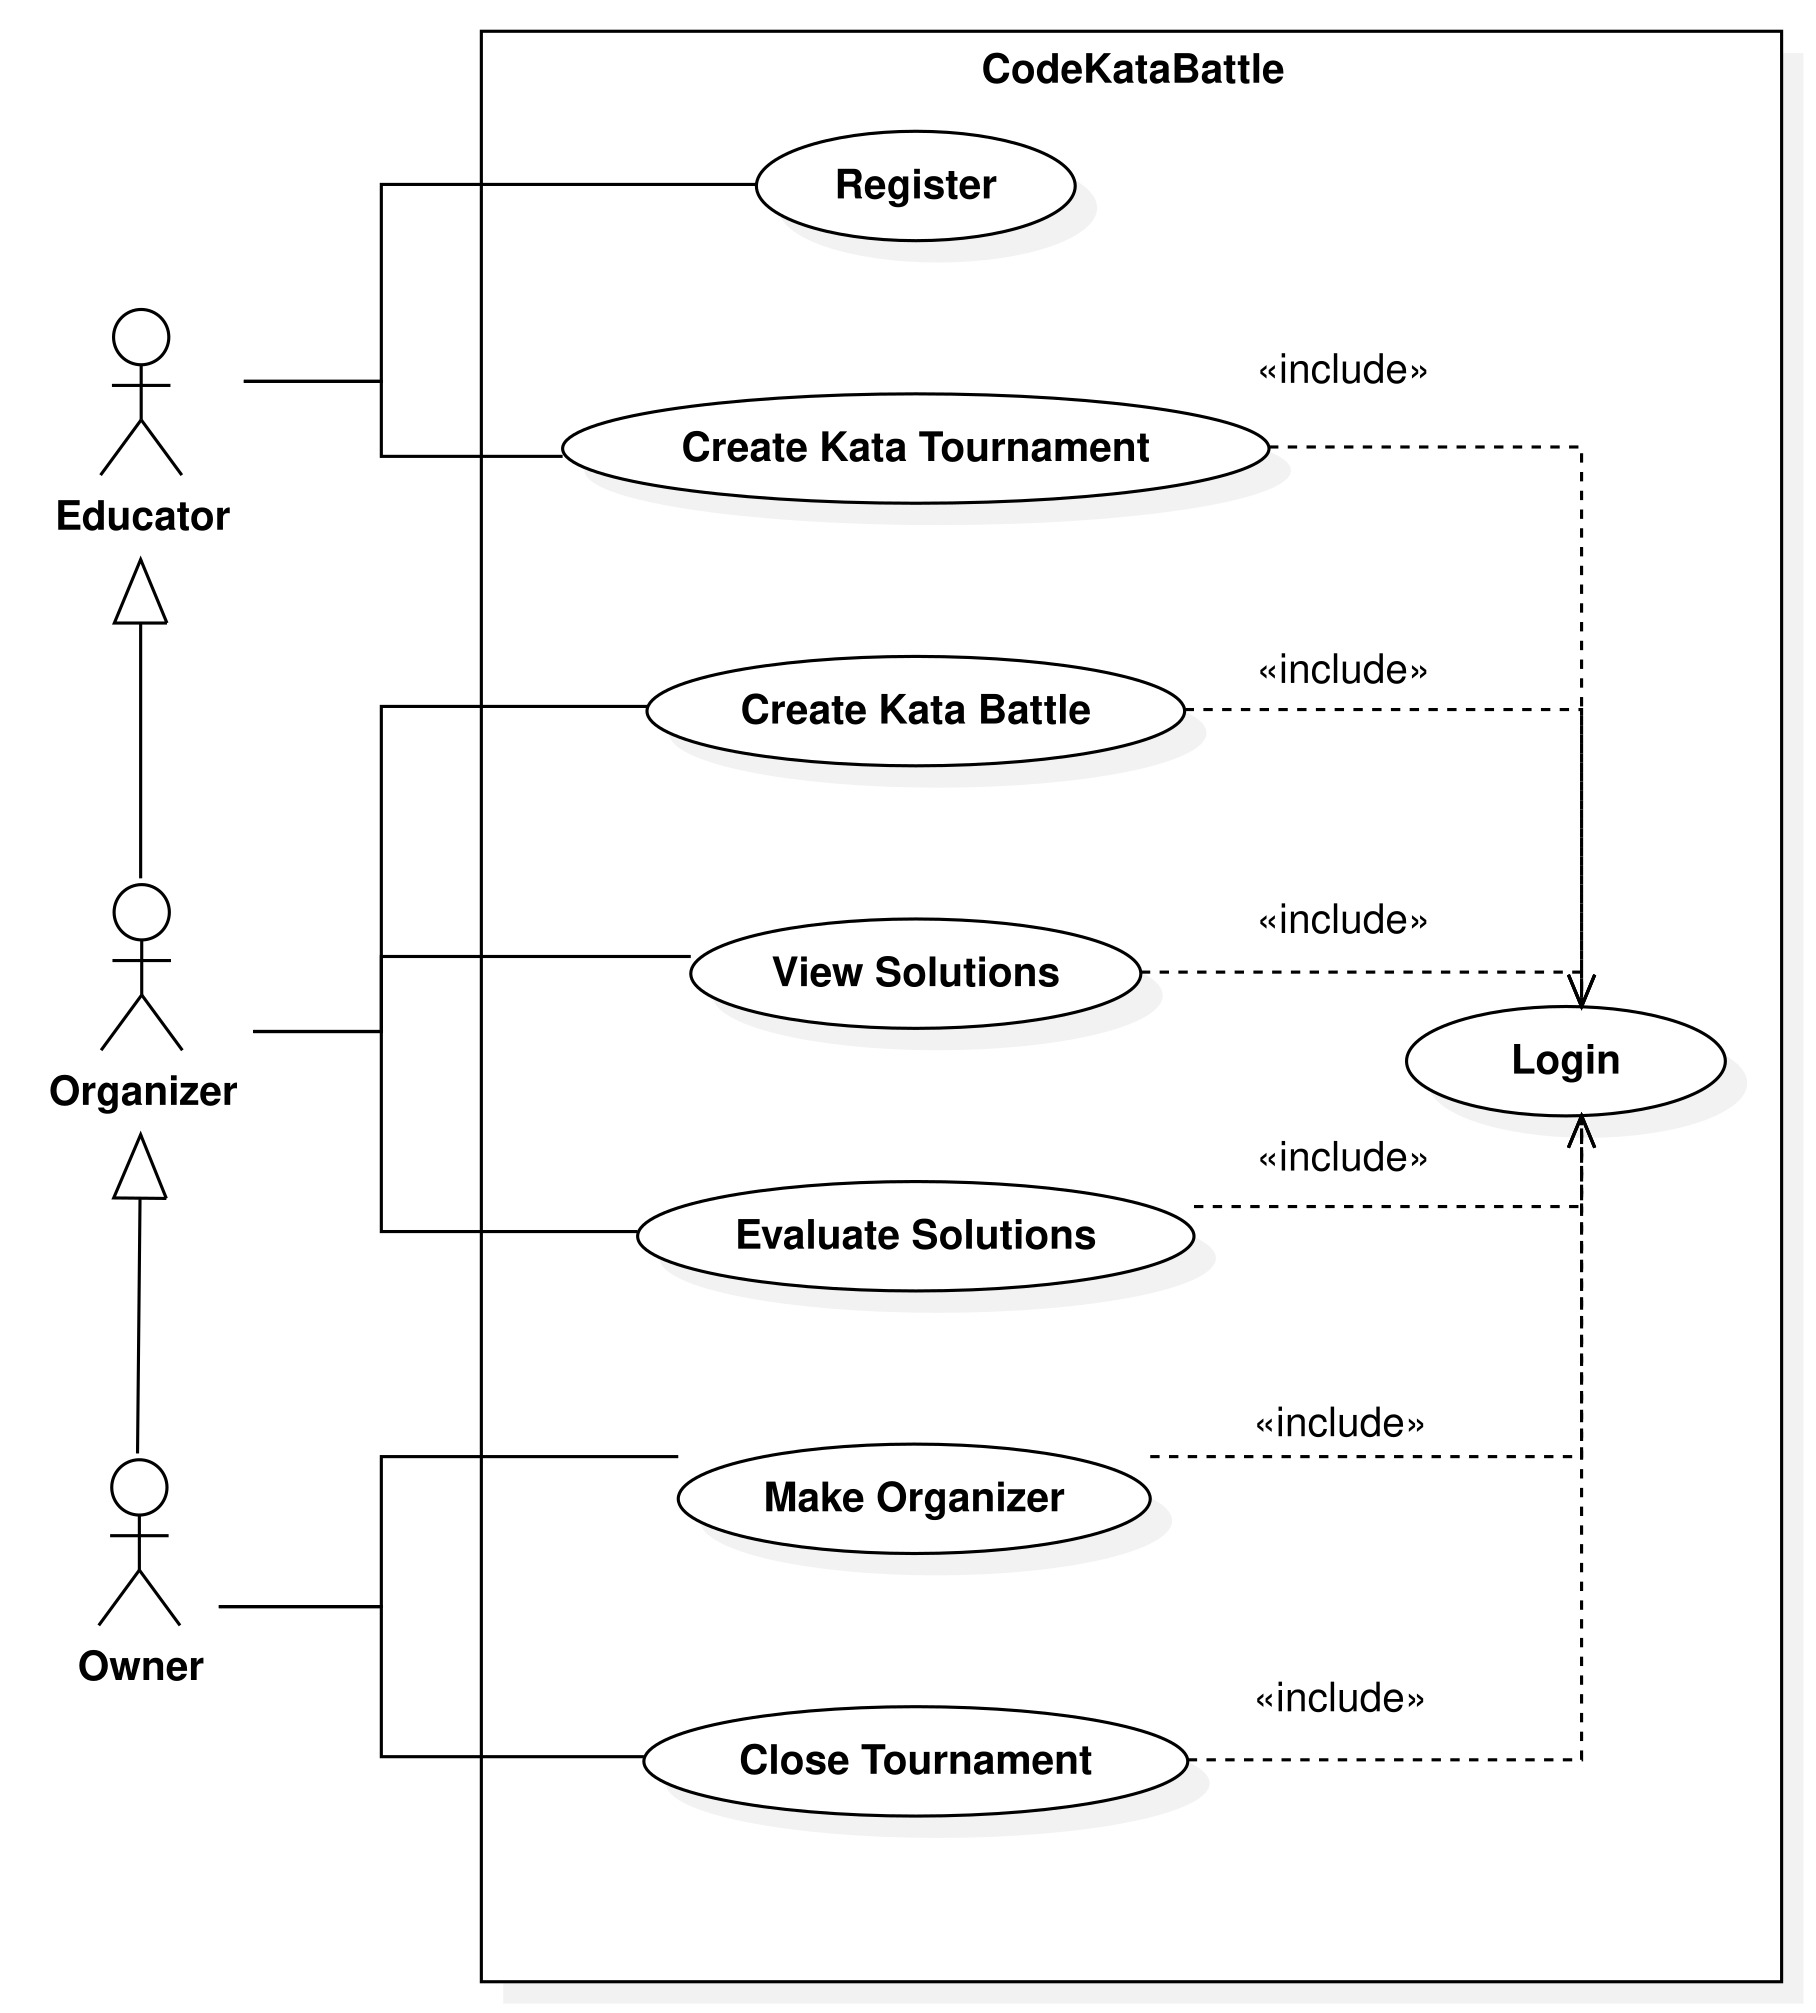 CodeKataBattle
Register
«include»
Create Kata Tournament
Educator
«include»
Create Kata Battle
«include»
View Solutions
Login
Organizer
«include»
Evaluate Solutions
«include»
Make Organizer
Owner
«include»
Close Tournament